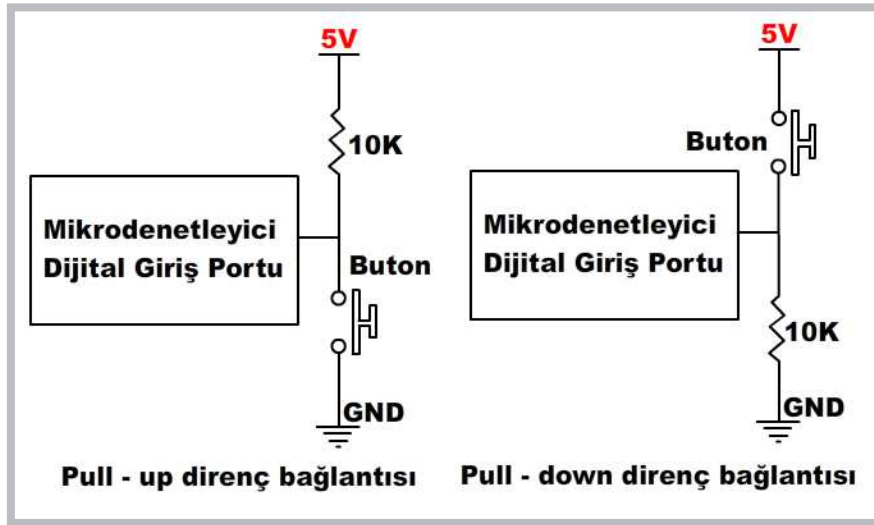 5V
10K
Mikrodenetleyici
Dijital Giriş Portu
Buton
GND
Pull - up direnç bağlantısı
5V
Buton
Mikrodenetleyici
Dijital Giriş Portu
10K
GND
Pull - down direnç bağlantısı